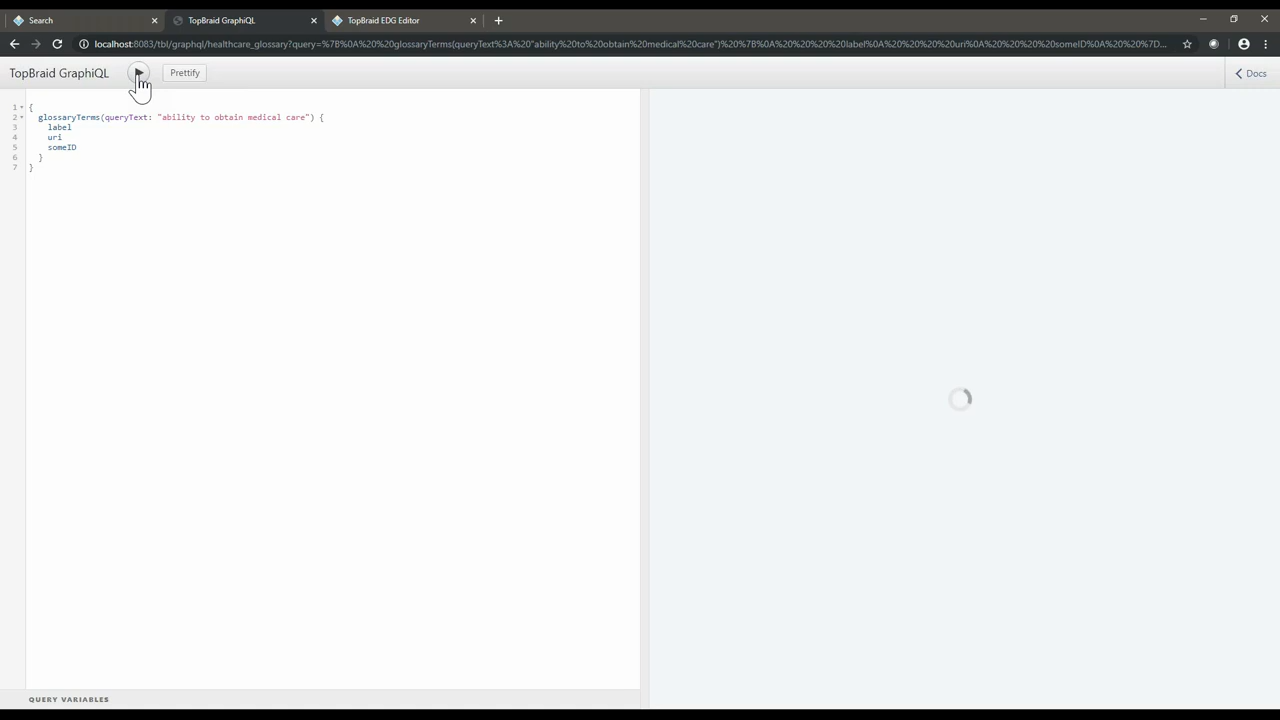 Search
TopBraid GraphiQL
TopBraid EDG Editor
localhost:8083/tbl/graphql/healthcare_glossary?query=%7B%0A%20%20glossaryTerms(queryText%3A%20"ability%20to%20obtain%20medical%20care")%20%7B%0A%20%20%20%20label%0A%20%20%20%20uri%0A%20%20%20%20someID%0A%20%20%7D...
TopBraid GraphiQL
Prettify
Docs
1 {
2 glossaryTerms(queryText: "ability to obtain medical care") {
3 label
4 uri
5 someID
6 }
7 }
QUERY VARIABLES